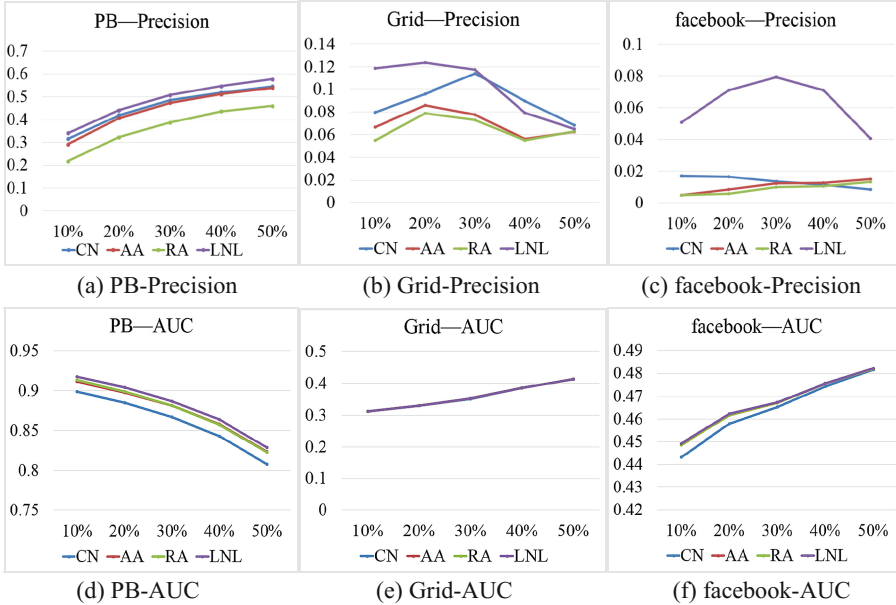 PB—Precision
0.7
0.6
0.5
0.4
0.3
0.2
0.1
0
10% 20% 30% 40% 50%
CN AA RA LNL
(a) PB-Precision
Grid—Precision
0.14
0.12
0.1
0.08
0.06
0.04
0.02
0
10% 20% 30% 40% 50%
CN AA RA LNL
(b) Grid-Precision
facebook—Precision
0.1
0.08
0.06
0.04
0.02
0
10% 20% 30% 40% 50%
CN AA RA LNL
(c) facebook-Precision
PB—AUC
0.95
0.9
0.85
0.8
0.75
10% 20% 30% 40% 50%
CN AA RA LNL
(d) PB-AUC
Grid—AUC
0.5
0.4
0.3
0.2
0.1
0
10% 20% 30% 40% 50%
CN AA RA LNL
(e) Grid-AUC
facebook—AUC
0.49
0.48
0.47
0.46
0.45
0.44
0.43
0.42
10% 20% 30% 40% 50%
CN AA RA LNL
(f) facebook-AUC